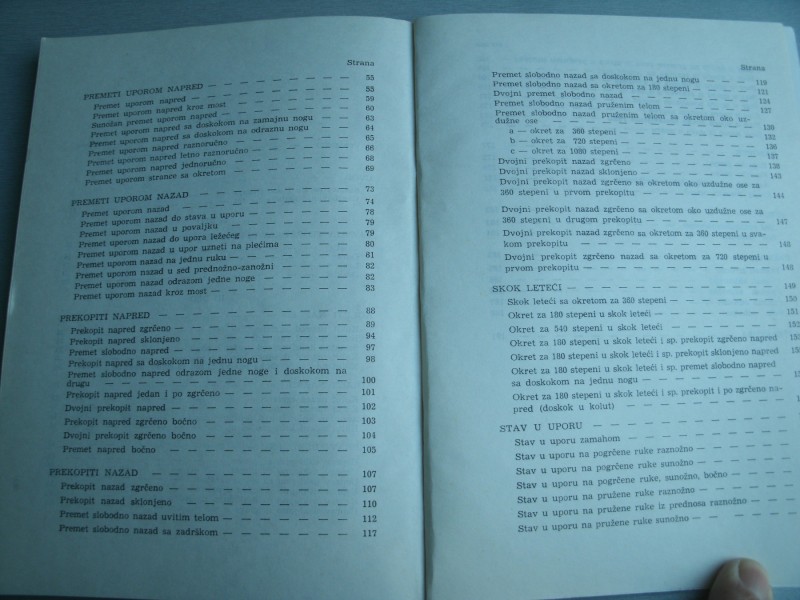 Strana
PREMETI UPOROM NAPRED — — — — — — — 55
Premet uporom napred — — — — — — — 55
Premet uporom napred kroz most — — — — — 59
Sunožan premet uporom napred — — — — — 60
Premet uporom napred sa doskokom na zamajnu nogu — — 63
Premet uporom napred sa doskokom na odraznu nogu — — 64
Premet uporom napred raznoručno — — — — — 65
Premet uporom napred letno raznoručno — — — — 66
Premet uporom napred jednoručno — — — — — 68
Premet uporom strance sa okretom — — — — — 69
PREMETI UPOROM NAZAD — — — — — — — 73
Premet uporom nazad — — — — — — — 74
Premet uporom nazad do stava u uporu — — — — 78
Premet uporom nazad u povaljku — — — — — 79
Premet uporom nazad do upora ležećeg — — — — 79
Premet uporom nazad u upor uzneti na plećima — — — 80
Premet uporom nazad na jednu ruku — — — — — 81
Premet uporom nazad u sed prednožno-zanožni — — — 82
Premet uporom nazad odrazom jedne noge — — — — 82
Premet uporom nazad kroz most — — — — — 83
PREKOPITI NAPRED — — — — — — — — 88
Prekopit napred zgrčeno — — — — — — — 89
Prekopit napred sklonjeno — — — — — — 94
Premet slobodno napred — — — — — — — 97
Prekopit napred sa doskokom na jednu nogu — — — — 98
Premet slobodno napred odrazom jedne noge i doskokom na
drugu — — — — — — — — — — 100
Prekopit napred jedan i po zgrčeno — — — — — 101
Dvojni prekopit napred — — — — — — — 102
Prekopit napred zgrčeno bočno — — — — — — 103
Dvojni prekopit zgrčeno bočno — — — — — — 104
Premet napred bočno — — — — — — — 105
PREKOPITI NAZAD — — — — — — — — 107
Prekopit nazad zgrčeno — — — — — — — 107
Prekopit nazad sklonjeno — — — — — — — 110
Premet slobodno nazad uvitim telom — — — — — 112
Premet slobodno nazad sa zadrškom — — — — — 117
Strana
Premet slobodno nazad sa doskokom na jednu nogu — — — 119
Premet slobodno nazad sa okretom za 180 stepeni — — — 121
Dvojni premet slobodno nazad — — — — — — 124
Premet slobodno nazad pruženim telom — — — — 127
Premet slobodno nazad pruženim telom sa okretom oko uz-
dužne ose — — — — — — — — — 130
a — okret za 360 stepeni — — — — — — 132
b — okret za 720 stepeni — — — — — — 136
c — okret za 1080 stepeni — — — — — — 137
Dvojni prekopit nazad zgrčeno — — — — — — 138
Dvojni prekopit nazad sklonjeno — — — — — 143
Dvojni prekopit nazad zgrčeno sa okretom oko uzdužne ose za
360 stepeni u prvom prekopitu — — — — — — 144
Dvojni prekopit nazad zgrčeno sa okretom oko uzdužne ose za
360 stepeni u drugom prekopitu — — — — — 147
Dvojni prekopit nazad zgrčeno sa okretom za 360 stepeni u sva-
kom prekopitu — — — — — — — — 148
Dvojni prekopit zgrčeno nazad sa okretom za 720 stepeni u
prvom prekopitu — — — — — — — — 148
SKOK LETEĆI — — — — — — — — — 149
Skok leteći sa okretom za 360 stepeni — — — — — 150
Okret za 180 stepeni u skok leteći — — — — — 151
Okret za 540 stepeni u skok leteći — — — — —
Okret za 180 stepeni u skok leteći i sp. prekopit zgrčeno napred
Okret za 180 stepeni u skok leteći i sp. prekopit sklonjeno napred
Okret za 180 stepeni u skok leteći i sp. premet slobodno napred
sa doskokom na jednu nogu — — — — — —
Okret za 180 stepeni u skok leteći i sp. prekopit i po zgrčeno na-
pred (doskok u kolut) — — — — — — —
STAV U UPORU — — — — — — — —
Stav u uporu zamahom — — — — — — —
Stav u uporu na pogrčene ruke raznožno — — — —
Stav u uporu na pogrčene ruke sunožno — — — —
Stav u uporu na pogrčene ruke, sunožno, bočno — — —
Stav u uporu na pružene ruke raznožno — — — —
Stav u uporu na pružene ruke iz prednosa raznožno — —
Stav u uporu na pružene ruke sunožno — — — —